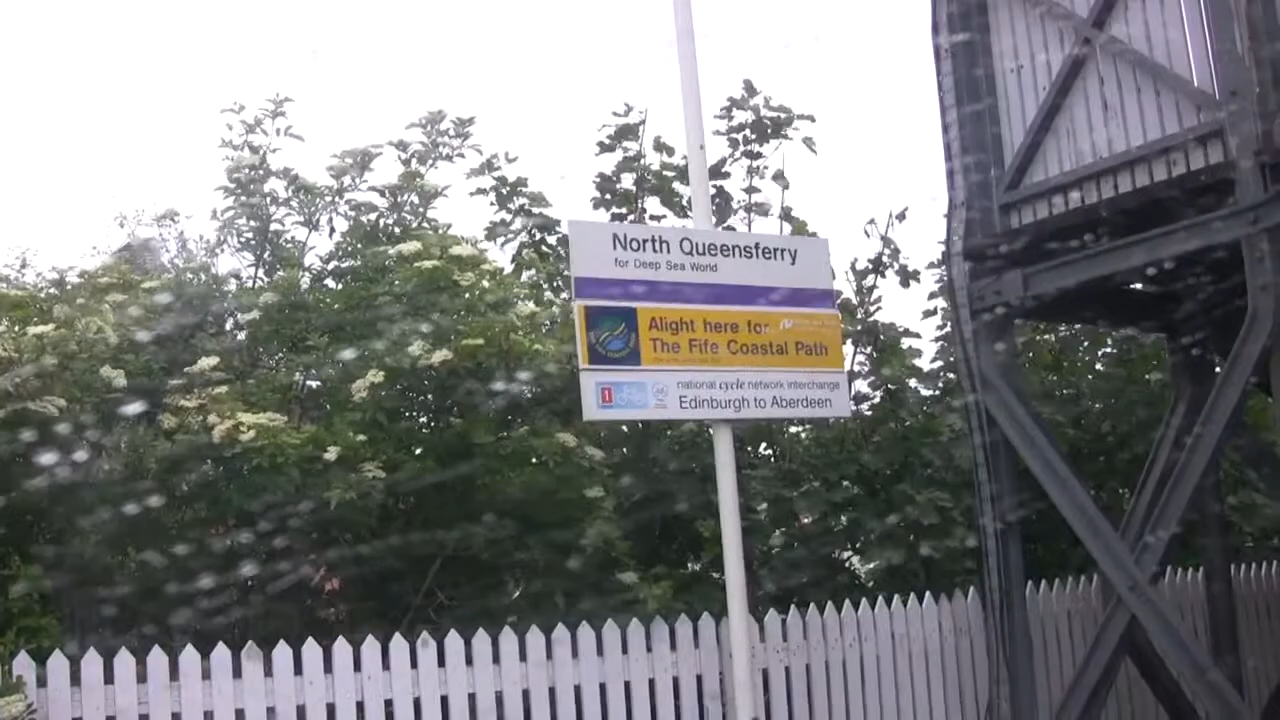 North Queensferry
for Deep Sea World
Alight here for
The Fife Coastal Path
1
national cycle network interchange
Edinburgh to Aberdeen